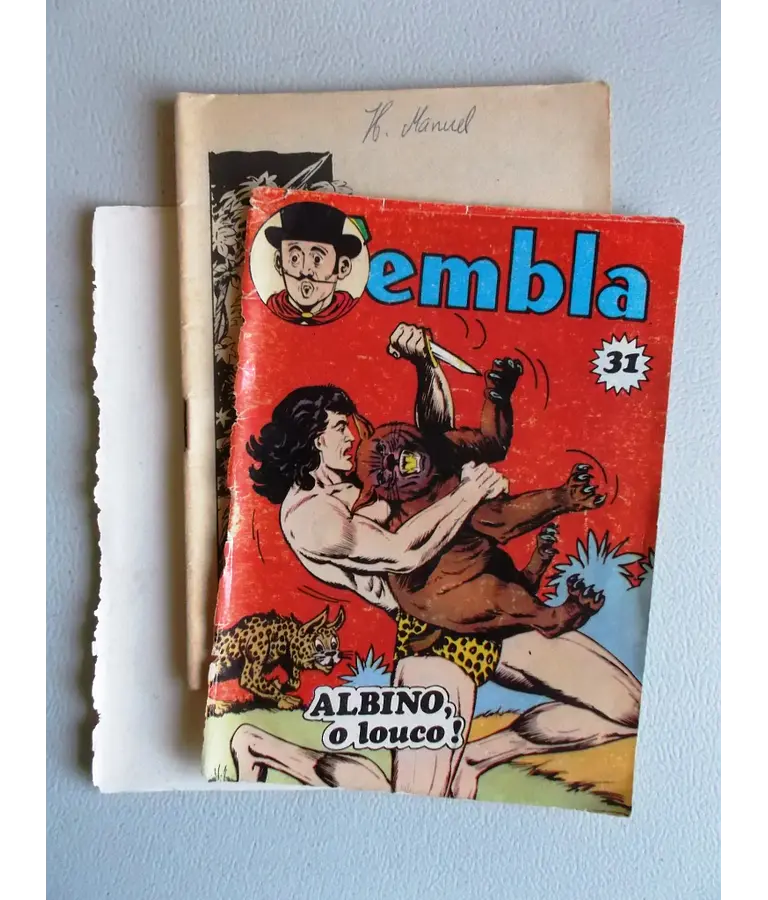 H. Manuel
embla
31
ALBINO,
o louco!